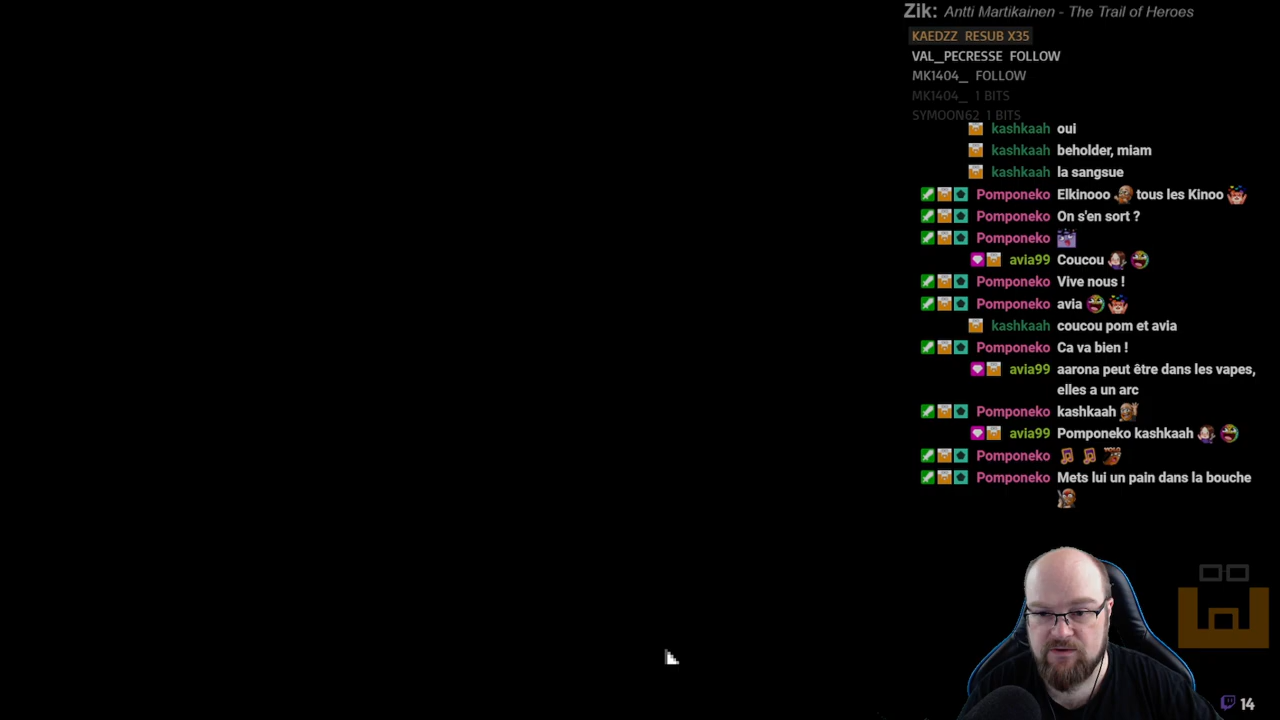 Zik: Antti Martikainen - The Trail of Heroes
KAEDZZ RESUB X35
VAL__PECRESSE FOLLOW
MK1404_ FOLLOW
MK1404_ 1 BITS
SYMOON62 1 BITS
kashkaah oui
kashkaah beholder, miam
kashkaah la sangsue
Pomponeko Elkinooo tous les Kinoo
Pomponeko On s'en sort ?
Pomponeko
avia99 Coucou
Pomponeko Vive nous !
Pomponeko avia
kashkaah coucou pom et avia
Pomponeko Ca va bien !
avia99 aarona peut être dans les vapes,
elles a un arc
Pomponeko kashkaah
avia99 Pomponeko kashkaah
Pomponeko
Pomponeko Mets lui un pain dans la bouche
14